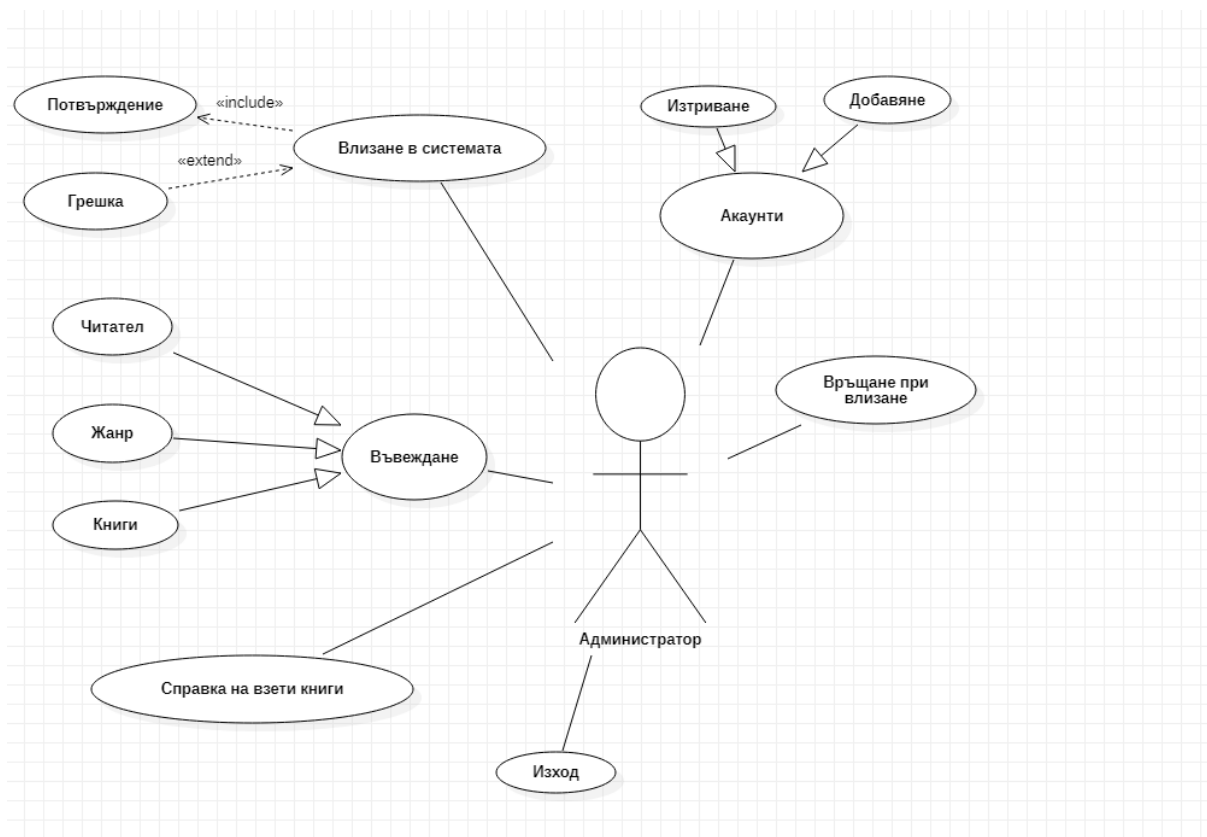 Потвърждение
«include»
Влизане в системата
«extend»
Грешка
Изтриване
Добавяне
Акаунти
Читател
Жанр
Книги
Въвеждане
Връщане при
влизане
Администратор
Справка на взети книги
Изход